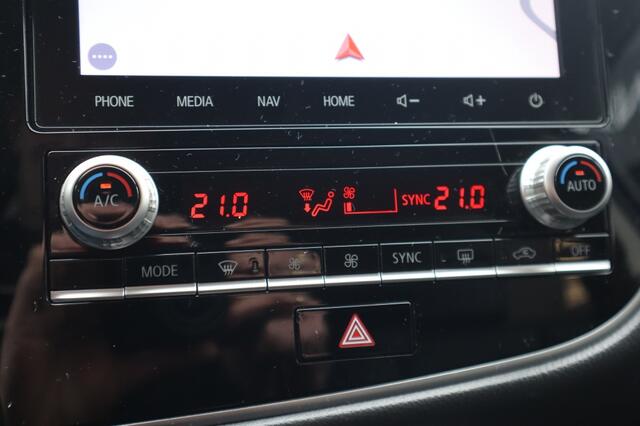 PHONE MEDIA NAV HOME
A/C 21.0 SYNC 21.0 AUTO
MODE SYNC OFF